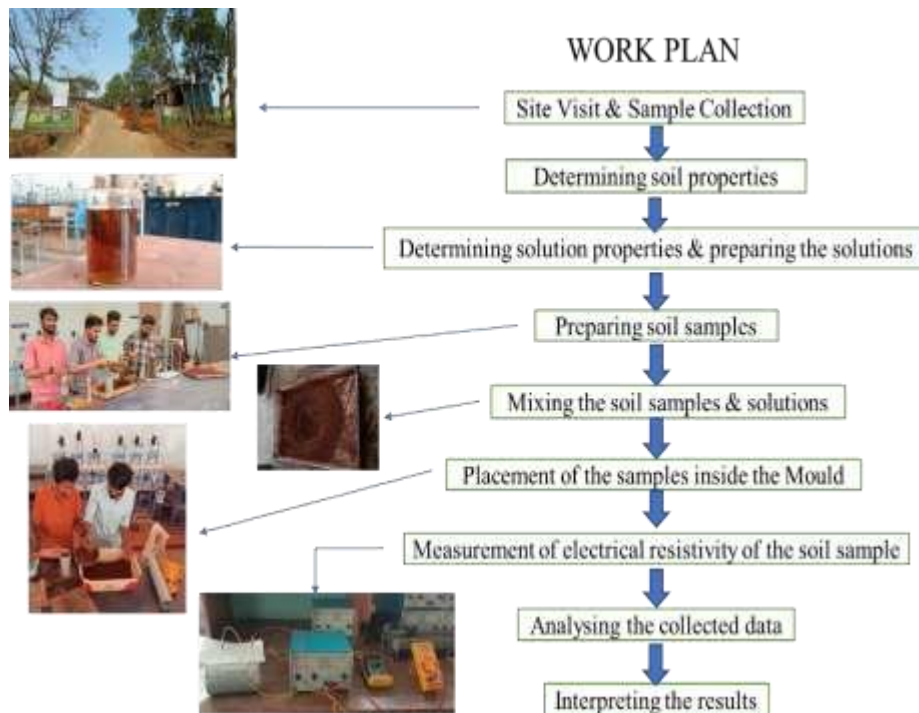 WORK PLAN
Site Visit & Sample Collection
Determining soil properties
Determining solution properties & preparing the solutions
Preparing soil samples
Mixing the soil samples & solutions
Placement of the samples inside the Mould
Measurement of electrical resistivity of the soil sample
Analysing the collected data
Interpreting the results